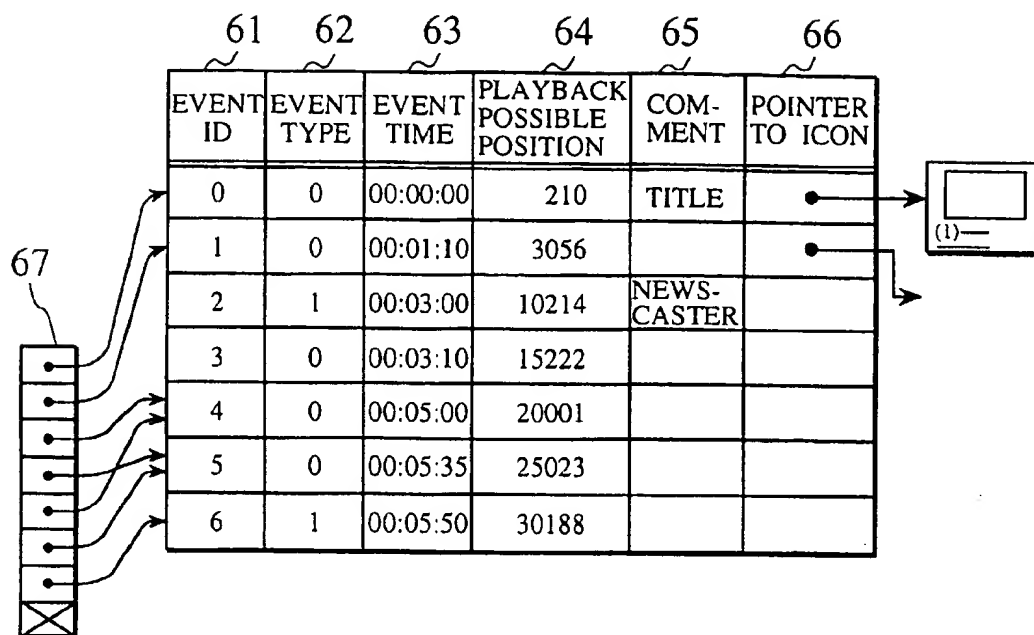 61 62 63 64 65 66
EVENT ID EVENT TYPE EVENT TIME PLAYBACK POSSIBLE POSITION COM-MENT POINTER TO ICON
0 0 00:00:00 210 TITLE
(1)
1 0 00:01:10 3056
67
2 1 00:03:00 10214 NEWS-CASTER
3 0 00:03:10 15222
4 0 00:05:00 20001
5 0 00:05:35 25023
6 1 00:05:50 30188